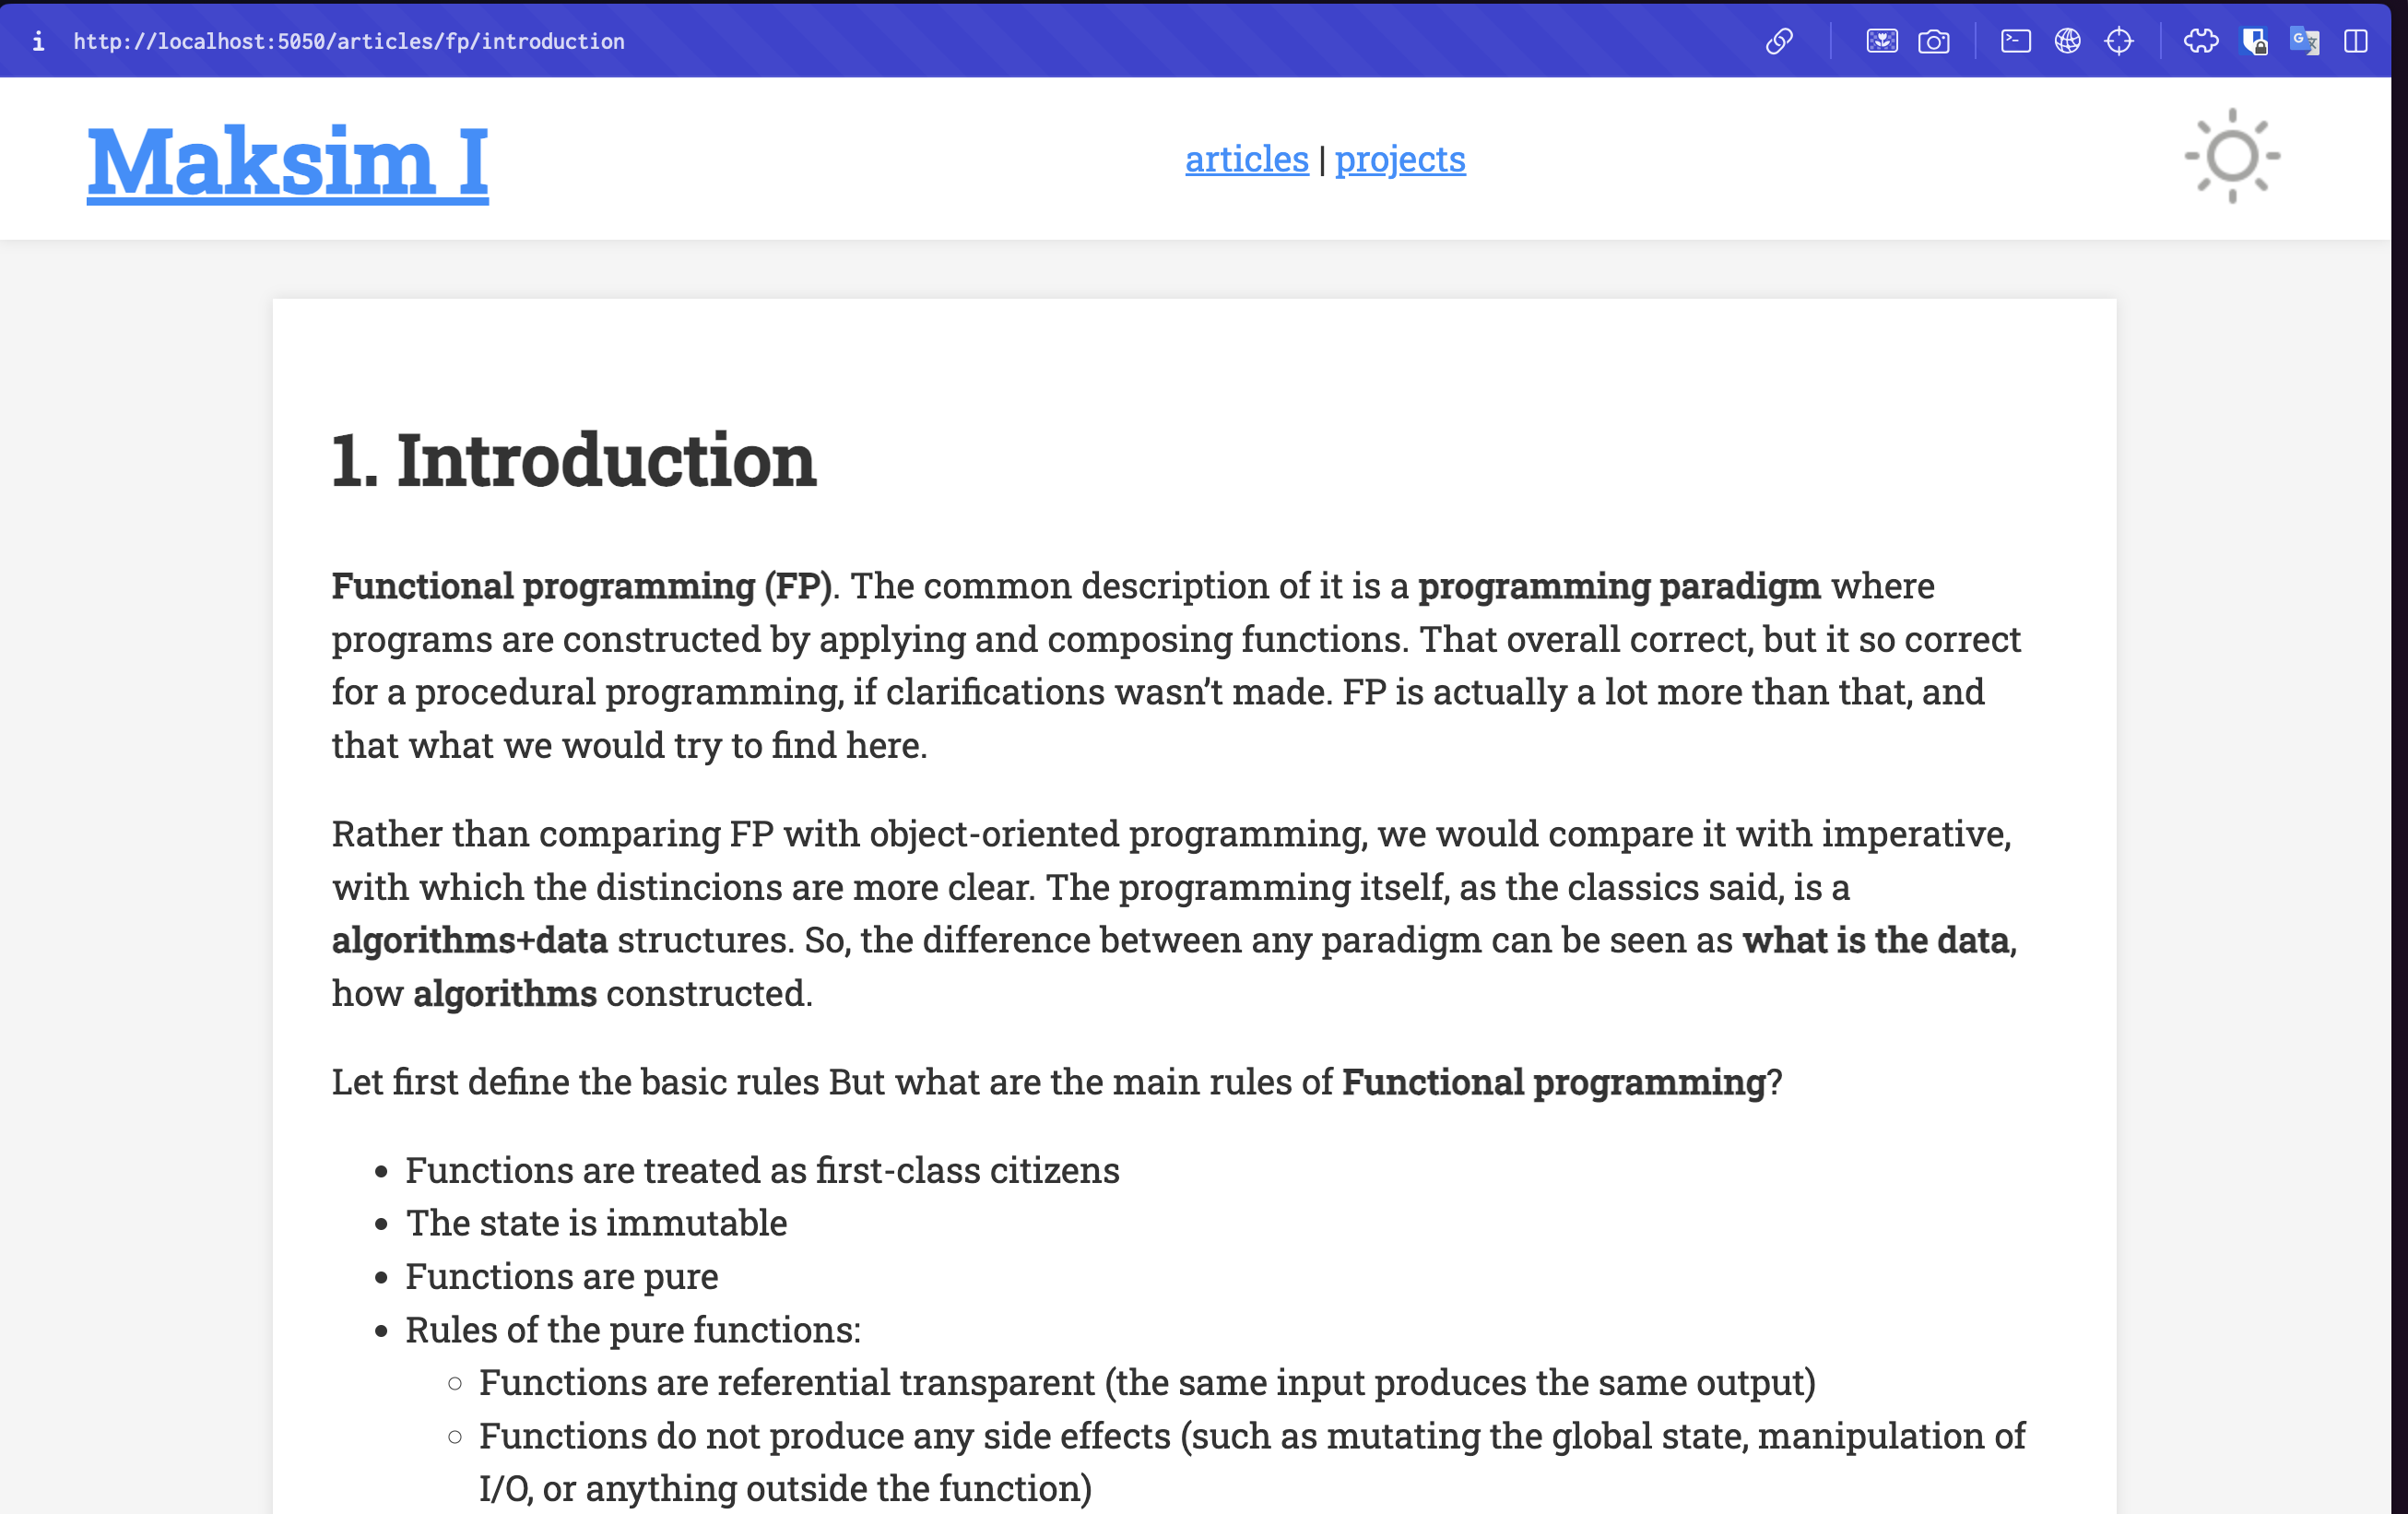 http://localhost:5050/articles/fp/introduction
Maksim I
articles | projects
1. Introduction
Functional programming (FP). The common description of it is a programming paradigm where
programs are constructed by applying and composing functions. That overall correct, but it so correct
for a procedural programming, if clarifications wasn’t made. FP is actually a lot more than that, and
that what we would try to find here.
Rather than comparing FP with object-oriented programming, we would compare it with imperative,
with which the distincions are more clear. The programming itself, as the classics said, is a
algorithms+data structures. So, the difference between any paradigm can be seen as what is the data,
how algorithms constructed.
Let first define the basic rules But what are the main rules of Functional programming?
• Functions are treated as first-class citizens
• The state is immutable
• Functions are pure
• Rules of the pure functions:
◦ Functions are referential transparent (the same input produces the same output)
◦ Functions do not produce any side effects (such as mutating the global state, manipulation of
I/O, or anything outside the function)